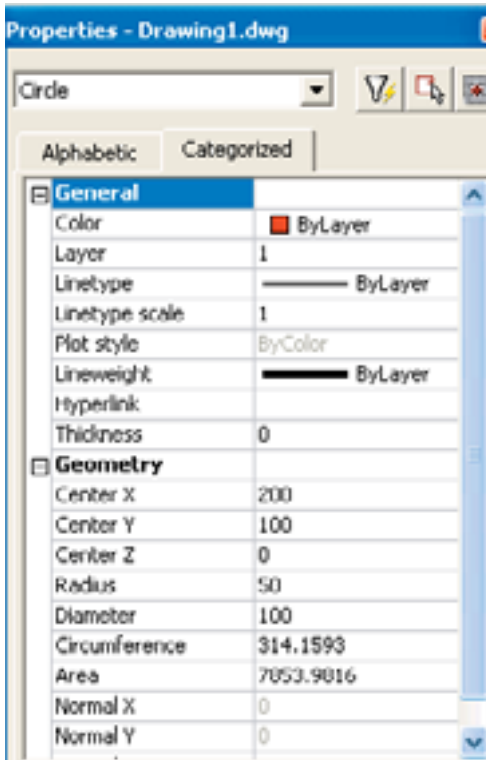 Properties - Drawing1.dwg
Circle
Alphabetic Categorized
General
Color ByLayer
Layer 1
Linetype ByLayer
Linetype scale 1
Plot style ByColor
Lineweight ByLayer
Hyperlink
Thickness 0
Geometry
Center X 200
Center Y 100
Center Z 0
Radius 50
Diameter 100
Circumference 314.1593
Area 7853.9816
Normal X 0
Normal Y 0